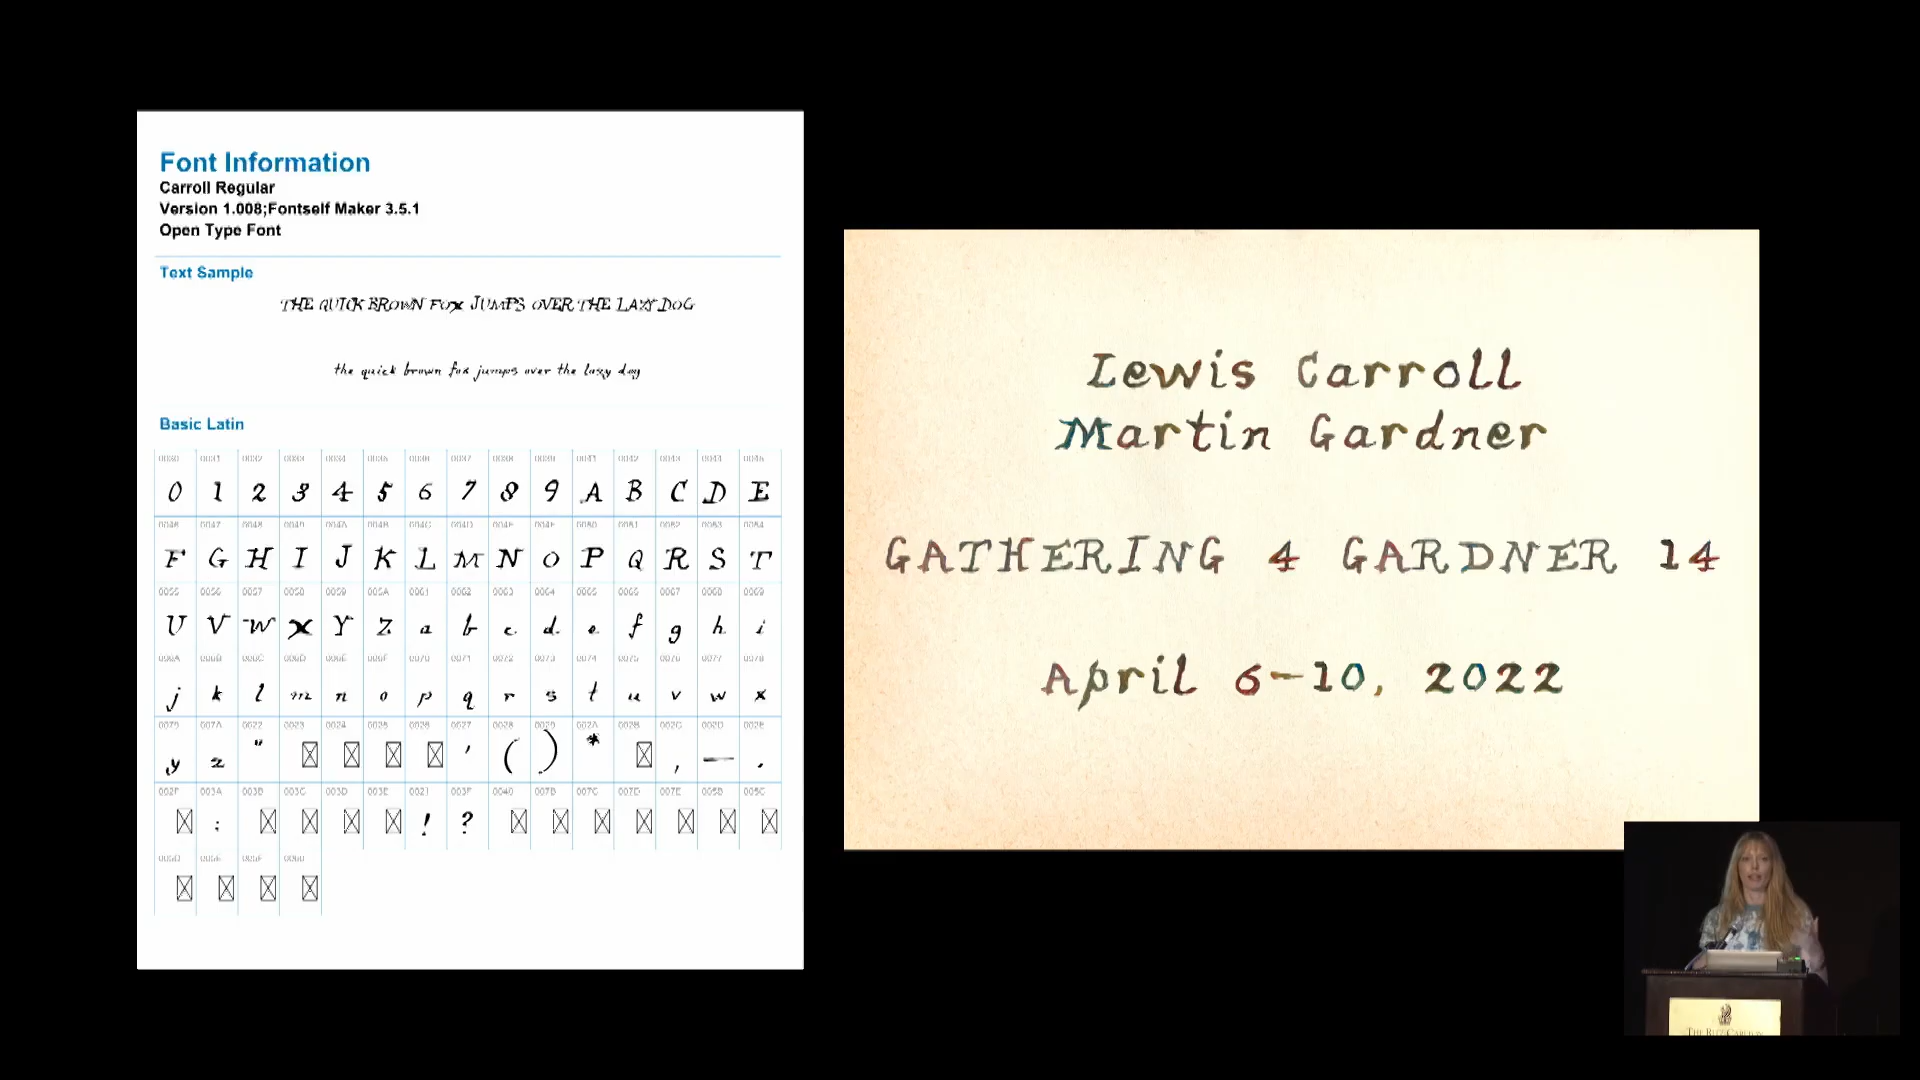 Font Information
Carroll Regular
Version 1.008;Fontself Maker 3.5.1
Open Type Font
Text Sample
THE QUICK BROWN FOX JUMPS OVER THE LAZY DOG
the quick brown fox jumps over the lazy dog
Basic Latin
0 1 2 3 4 5 6 7 8 9 A B C D E
F G H I J K L M N O P Q R S T
U V W X Y Z a b c d e f g h i
j k l m n o p q r s t u v w x
y z " ' ( ) * , — .
: ! ?
Lewis Carroll
Martin Gardner
GATHERING 4 GARDNER 14
April 6-10, 2022
THE RITZ-CARLTON